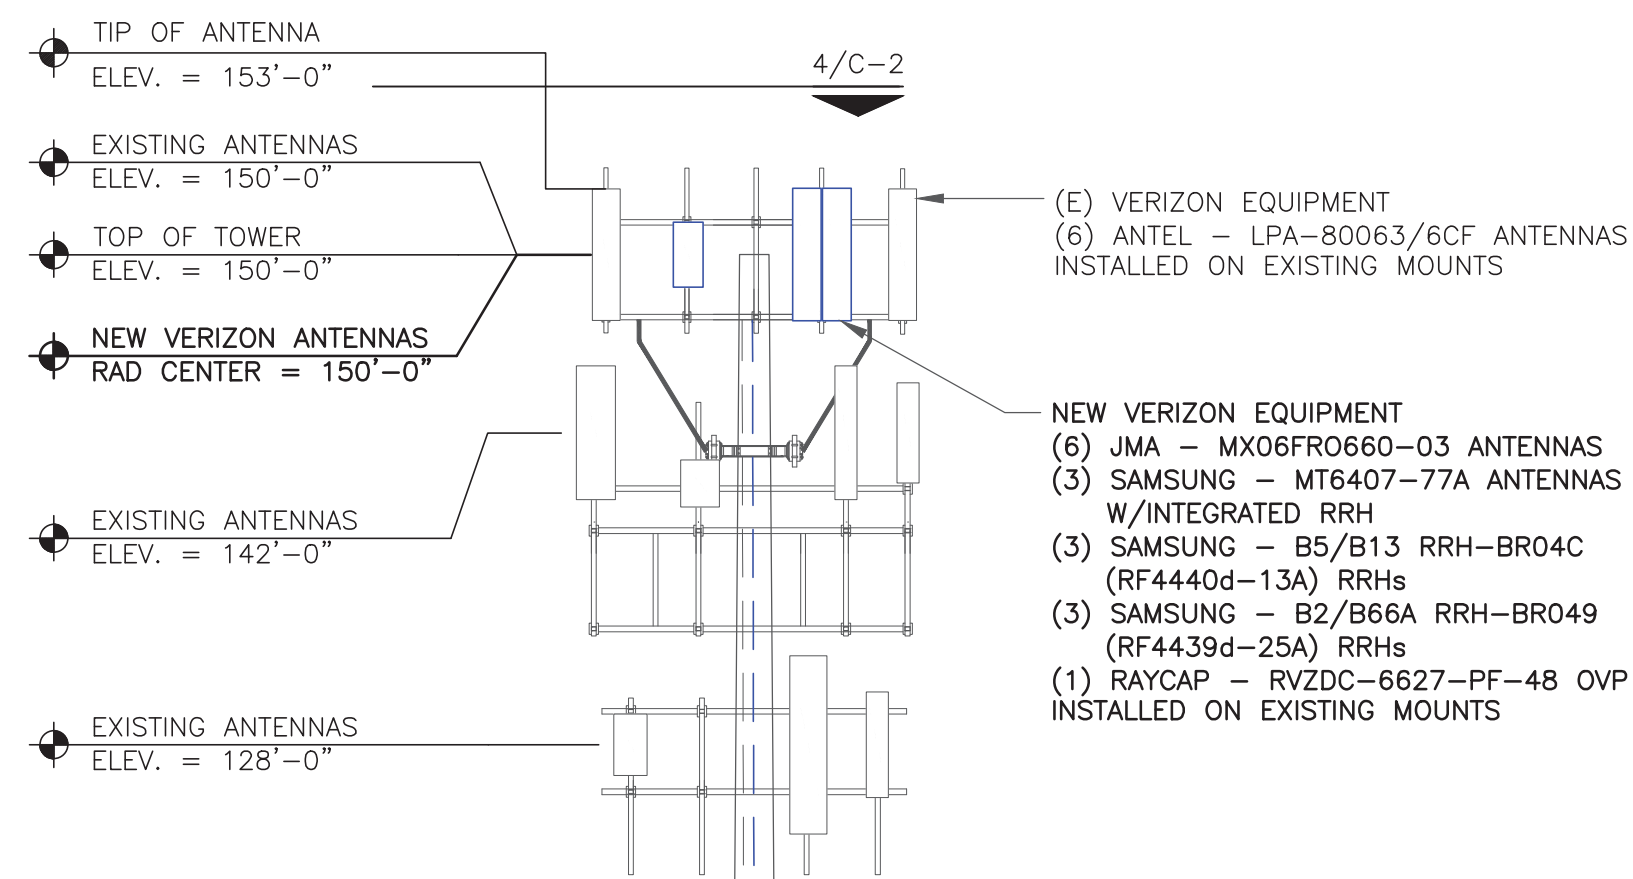 TIP OF ANTENNA
ELEV. = 153'-0"
4/C-2
EXISTING ANTENNAS
ELEV. = 150'-0"
TOP OF TOWER
ELEV. = 150'-0"
NEW VERIZON ANTENNAS
RAD CENTER = 150'-0"
EXISTING ANTENNAS
ELEV. = 142'-0"
EXISTING ANTENNAS
ELEV. = 128'-0"
(E) VERIZON EQUIPMENT
(6) ANTEL - LPA-80063/6CF ANTENNAS
INSTALLED ON EXISTING MOUNTS
NEW VERIZON EQUIPMENT
(6) JMA - MX06FRO660-03 ANTENNAS
(3) SAMSUNG - MT6407-77A ANTENNAS
W/INTEGRATED RRH
(3) SAMSUNG - B5/B13 RRH-BR04C
(RF4440d-13A) RRHs
(3) SAMSUNG - B2/B66A RRH-BR049
(RF4439d-25A) RRHs
(1) RAYCAP - RVZDC-6627-PF-48 OVP
INSTALLED ON EXISTING MOUNTS